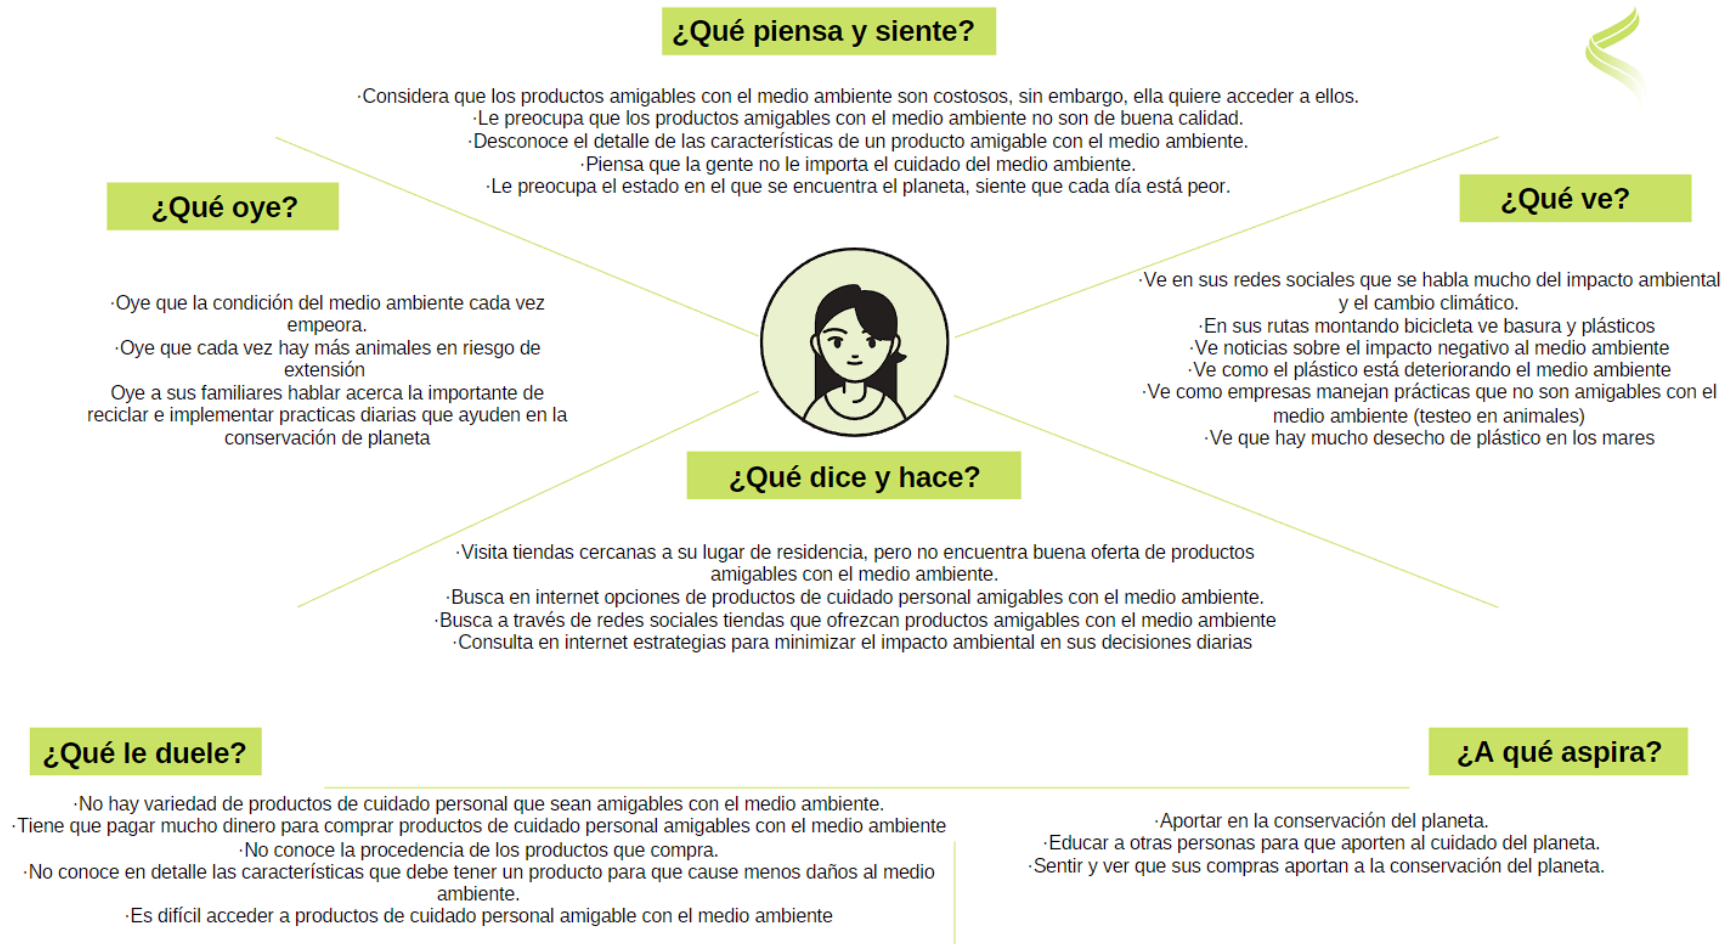 ¿Qué piensa y siente?
·Considera que los productos amigables con el medio ambiente son costosos, sin embargo, ella quiere acceder a ellos.
·Le preocupa que los productos amigables con el medio ambiente no son de buena calidad.
·Desconoce el detalle de las características de un producto amigable con el medio ambiente.
·Piensa que la gente no le importa el cuidado del medio ambiente.
·Le preocupa el estado en el que se encuentra el planeta, siente que cada día está peor.
¿Qué oye?
·Oye que la condición del medio ambiente cada vez
empeora.
·Oye que cada vez hay más animales en riesgo de
extensión
Oye a sus familiares hablar acerca la importante de
reciclar e implementar practicas diarias que ayuden en la
conservación de planeta
¿Qué ve?
·Ve en sus redes sociales que se habla mucho del impacto ambiental
y el cambio climático.
·En sus rutas montando bicicleta ve basura y plásticos
·Ve noticias sobre el impacto negativo al medio ambiente
·Ve como el plástico está deteriorando el medio ambiente
·Ve como empresas manejan prácticas que no son amigables con el
medio ambiente (testeo en animales)
·Ve que hay mucho desecho de plástico en los mares
¿Qué dice y hace?
·Visita tiendas cercanas a su lugar de residencia, pero no encuentra buena oferta de productos
amigables con el medio ambiente.
·Busca en internet opciones de productos de cuidado personal amigables con el medio ambiente.
·Busca a través de redes sociales tiendas que ofrezcan productos amigables con el medio ambiente
·Consulta en internet estrategias para minimizar el impacto ambiental en sus decisiones diarias
¿Qué le duele?
·No hay variedad de productos de cuidado personal que sean amigables con el medio ambiente.
·Tiene que pagar mucho dinero para comprar productos de cuidado personal amigables con el medio ambiente
·No conoce la procedencia de los productos que compra.
·No conoce en detalle las características que debe tener un producto para que cause menos daños al medio
ambiente.
·Es difícil acceder a productos de cuidado personal amigable con el medio ambiente
¿A qué aspira?
·Aportar en la conservación del planeta.
·Educar a otras personas para que aporten al cuidado del planeta.
·Sentir y ver que sus compras aportan a la conservación del planeta.